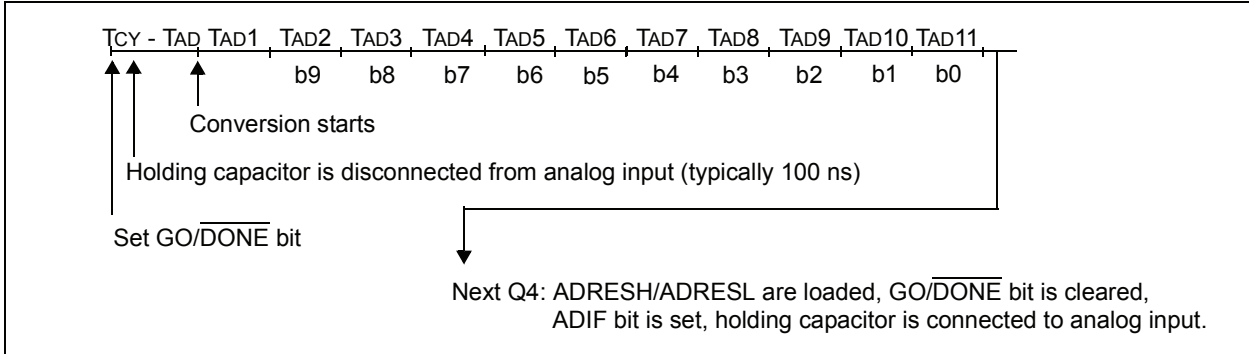 TCY - TAD TAD1 TAD2 TAD3 TAD4 TAD5 TAD6 TAD7 TAD8 TAD9 TAD10 TAD11
b9 b8 b7 b6 b5 b4 b3 b2 b1 b0
Conversion starts
Holding capacitor is disconnected from analog input (typically 100 ns)
Set GO/DONE bit
Next Q4: ADRESH/ADRESL are loaded, GO/DONE bit is cleared,
ADIF bit is set, holding capacitor is connected to analog input.